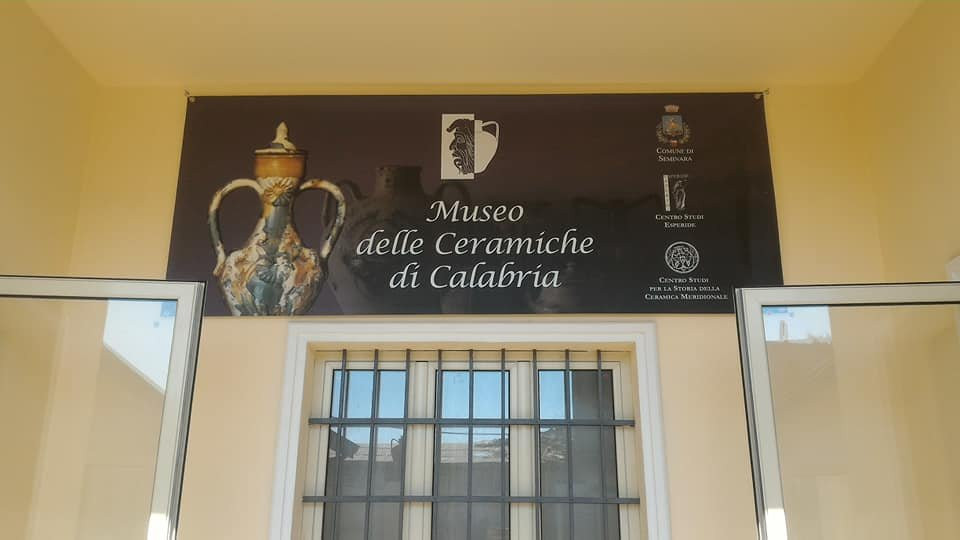 Museo
delle Ceramiche
di Calabria
Comune di
Seminara
Centro Studi
Esperide
Centro Studi
per la Storia della
Ceramica Meridionale